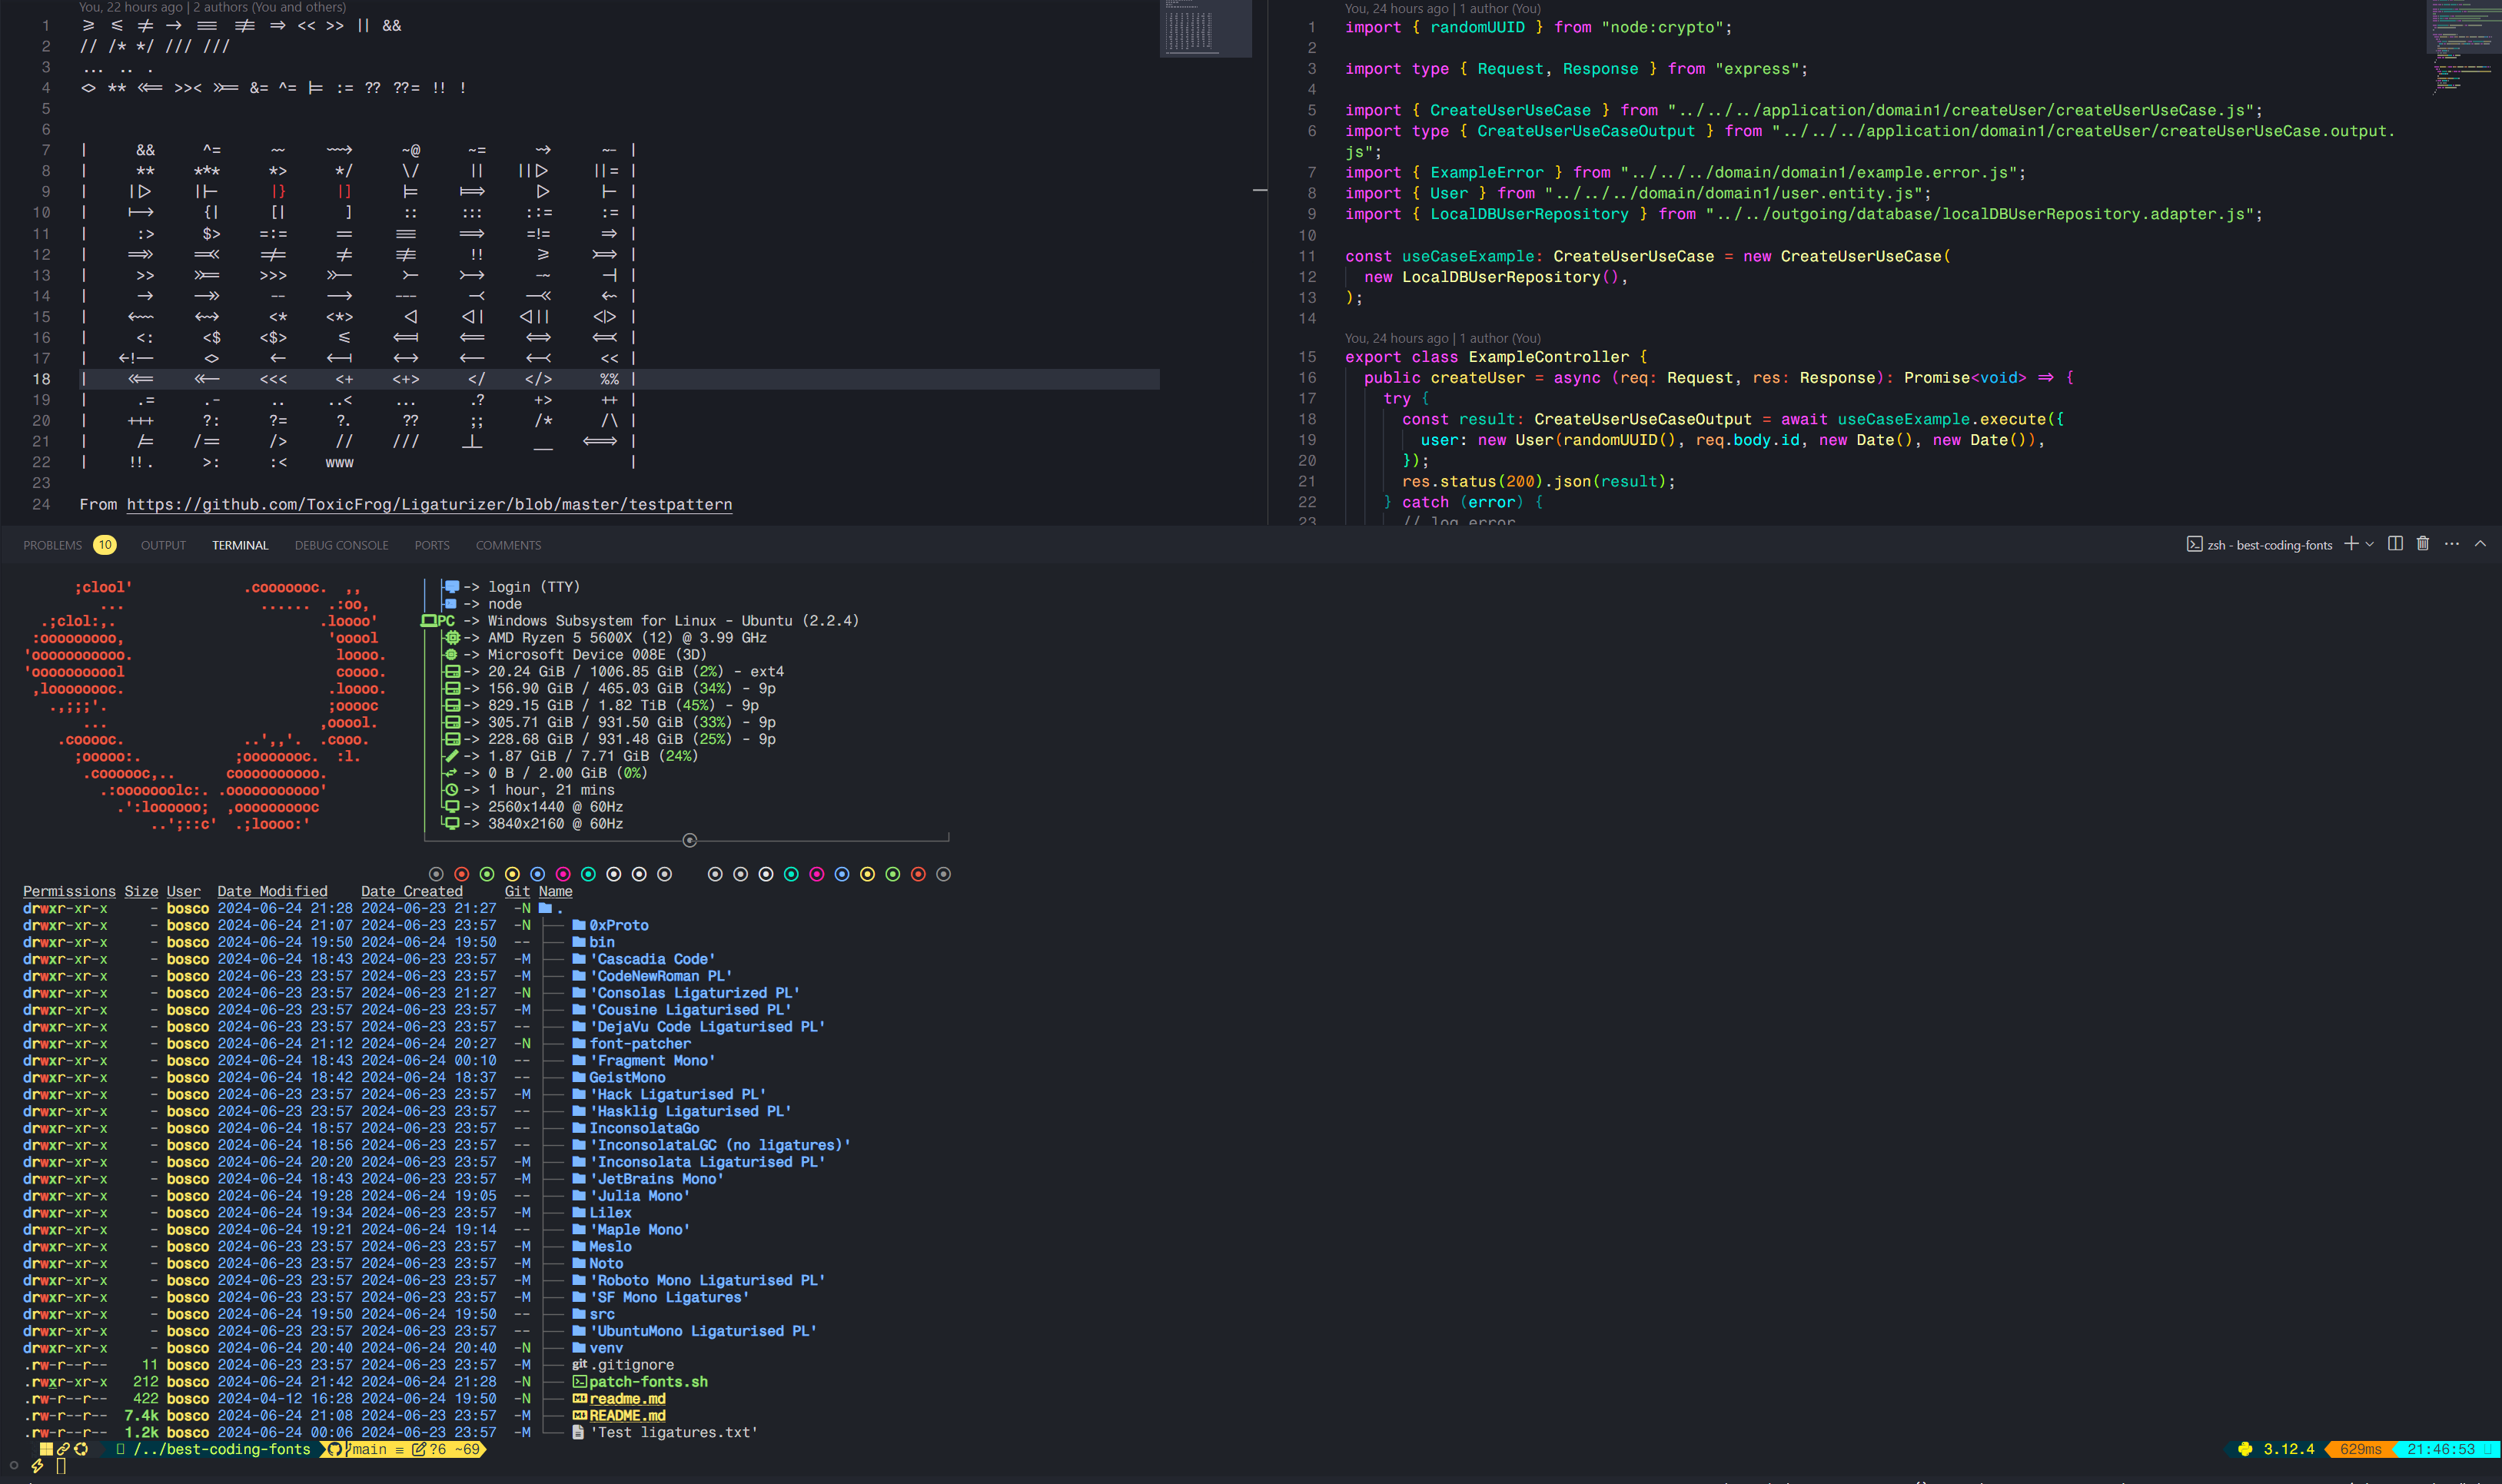 You, 22 hours ago | 2 authors (You and others)
1 ≥ ≤ ≠ → ≡ ≢ ⇒ << >> || &&
2 // /* */ /// ///
3 ... .. .
4 <> ** <<= >>< >>= &= ^= |= := ?? ??= !! !
5
6
7 | && ^= ~~ ~~> ~@ ~= ~> ~- |
8 | ** *** *> */ \/ || ||> ||= |
9 | |> ||- |} |] |= |=> |> |- |
10 | |-> {| [| ] :: ::: ::= := |
11 | :> $> =:= == === ==> =!= => |
12 | =>> =<< =/= != !== !! >= >=> |
13 | >> >>= >>> >>- >- >-> -~ -| |
14 | -> ->> -- --> --- -< -<< <~ |
15 | <~~ <~> <* <*> <| <|| <||| <|> |
16 | <: <$ <$> <= <=| <== <=> <=< |
17 | <!-- <> <- <-| <-> <-- <-< << |
18 | <<= <<- <<< <+ <+> </ </> %% |
19 | .= .- .. ..< ... .? +> ++ |
20 | +++ ?: ?= ?. ?? ;; /* /\ |
21 | /= /== /> // /// _|_ __ <==> |
22 | !!. >: :< www |
23
24 From https://github.com/ToxicFrog/Ligaturizer/blob/master/testpattern
You, 24 hours ago | 1 author (You)
1 import { randomUUID } from "node:crypto";
2
3 import type { Request, Response } from "express";
4
5 import { CreateUserUseCase } from "../../../application/domain1/createUser/createUserUseCase.js";
6 import type { CreateUserUseCaseOutput } from "../../../application/domain1/createUser/createUserUseCase.output.
js";
7 import { ExampleError } from "../../../domain/domain1/example.error.js";
8 import { User } from "../../../domain/domain1/user.entity.js";
9 import { LocalDBUserRepository } from "../../outgoing/database/localDBUserRepository.adapter.js";
10
11 const useCaseExample: CreateUserUseCase = new CreateUserUseCase(
12 new LocalDBUserRepository(),
13 );
14
You, 24 hours ago | 1 author (You)
15 export class ExampleController {
16 public createUser = async (req: Request, res: Response): Promise<void> => {
17 try {
18 const result: CreateUserUseCaseOutput = await useCaseExample.execute({
19 user: new User(randomUUID(), req.body.id, new Date(), new Date()),
20 });
21 res.status(200).json(result);
22 } catch (error) {
23 // log error
PROBLEMS 10 OUTPUT TERMINAL DEBUG CONSOLE PORTS COMMENTS zsh - best-coding-fonts
;clool' .cooooooc. ,,
... ...... .:oo,
.;clol:,. .loooo'
:ooooooooo, 'ooool
'ooooooooooo. loooo.
'ooooooooool coooo.
,loooooooc. .loooo.
.,;;;'. ;ooooc
... ,ooool.
.cooooc. ..',,'. .cooo.
;ooooo:. ;oooooooc. :l.
.coooooc,.. coooooooooo.
.:ooooooolc:. .ooooooooooo'
.':loooooo; ,oooooooooc
..';::c' .;loooo:'
-> login (TTY)
-> node
PC -> Windows Subsystem for Linux - Ubuntu (2.2.4)
-> AMD Ryzen 5 5600X (12) @ 3.99 GHz
-> Microsoft Device 008E (3D)
-> 20.24 GiB / 1006.85 GiB (2%) - ext4
-> 156.90 GiB / 465.03 GiB (34%) - 9p
-> 829.15 GiB / 1.82 TiB (45%) - 9p
-> 305.71 GiB / 931.50 GiB (33%) - 9p
-> 228.68 GiB / 931.48 GiB (25%) - 9p
-> 1.87 GiB / 7.71 GiB (24%)
-> 0 B / 2.00 GiB (0%)
-> 1 hour, 21 mins
-> 2560x1440 @ 60Hz
-> 3840x2160 @ 60Hz
Permissions Size User Date Modified Date Created Git Name
drwxr-xr-x - bosco 2024-06-24 21:28 2024-06-23 21:27 -N .
drwxr-xr-x - bosco 2024-06-24 21:07 2024-06-23 23:57 -N 0xProto
drwxr-xr-x - bosco 2024-06-24 19:50 2024-06-24 19:50 -- bin
drwxr-xr-x - bosco 2024-06-24 18:43 2024-06-23 23:57 -M 'Cascadia Code'
drwxr-xr-x - bosco 2024-06-23 23:57 2024-06-23 23:57 -M 'CodeNewRoman PL'
drwxr-xr-x - bosco 2024-06-23 23:57 2024-06-23 21:27 -N 'Consolas Ligaturized PL'
drwxr-xr-x - bosco 2024-06-23 23:57 2024-06-23 23:57 -M 'Cousine Ligaturised PL'
drwxr-xr-x - bosco 2024-06-23 23:57 2024-06-23 23:57 -- 'DejaVu Code Ligaturised PL'
drwxr-xr-x - bosco 2024-06-24 21:12 2024-06-24 20:27 -N font-patcher
drwxr-xr-x - bosco 2024-06-24 18:43 2024-06-24 00:10 -- 'Fragment Mono'
drwxr-xr-x - bosco 2024-06-24 18:42 2024-06-24 18:37 -- GeistMono
drwxr-xr-x - bosco 2024-06-23 23:57 2024-06-23 23:57 -M 'Hack Ligaturised PL'
drwxr-xr-x - bosco 2024-06-23 23:57 2024-06-23 23:57 -- 'Hasklig Ligaturised PL'
drwxr-xr-x - bosco 2024-06-24 18:57 2024-06-23 23:57 -- InconsolataGo
drwxr-xr-x - bosco 2024-06-24 18:56 2024-06-23 23:57 -- 'InconsolataLGC (no ligatures)'
drwxr-xr-x - bosco 2024-06-24 20:20 2024-06-23 23:57 -M 'Inconsolata Ligaturised PL'
drwxr-xr-x - bosco 2024-06-24 18:43 2024-06-23 23:57 -M 'JetBrains Mono'
drwxr-xr-x - bosco 2024-06-24 19:28 2024-06-24 19:05 -- 'Julia Mono'
drwxr-xr-x - bosco 2024-06-24 19:34 2024-06-23 23:57 -M Lilex
drwxr-xr-x - bosco 2024-06-24 19:21 2024-06-24 19:14 -- 'Maple Mono'
drwxr-xr-x - bosco 2024-06-23 23:57 2024-06-23 23:57 -M Meslo
drwxr-xr-x - bosco 2024-06-23 23:57 2024-06-23 23:57 -M Noto
drwxr-xr-x - bosco 2024-06-23 23:57 2024-06-23 23:57 -M 'Roboto Mono Ligaturised PL'
drwxr-xr-x - bosco 2024-06-23 23:57 2024-06-23 23:57 -M 'SF Mono Ligatures'
drwxr-xr-x - bosco 2024-06-24 19:50 2024-06-24 19:50 -- src
drwxr-xr-x - bosco 2024-06-23 23:57 2024-06-23 23:57 -- 'UbuntuMono Ligaturised PL'
drwxr-xr-x - bosco 2024-06-24 20:40 2024-06-24 20:40 -N venv
.rw-r--r-- 11 bosco 2024-06-23 23:57 2024-06-23 23:57 -M git .gitignore
.rwxr-xr-x 212 bosco 2024-06-24 21:42 2024-06-24 21:28 -N patch-fonts.sh
.rw-r--r-- 422 bosco 2024-04-12 16:28 2024-06-24 19:50 -N readme.md
.rw-r--r-- 7.4k bosco 2024-06-24 21:08 2024-06-23 23:57 -M README.md
.rw-r--r-- 1.2k bosco 2024-06-24 00:06 2024-06-23 23:57 -M 'Test ligatures.txt'
/../best-coding-fonts main ≡ ?6 ~69 3.12.4 629ms 21:46:53